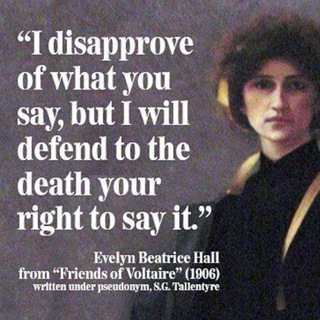 “I disapprove
of what you
say, but I will
defend to the
death your
right to say it.”
Evelyn Beatrice Hall
from “Friends of Voltaire” (1906)
written under pseudonym, S.G. Tallentyre